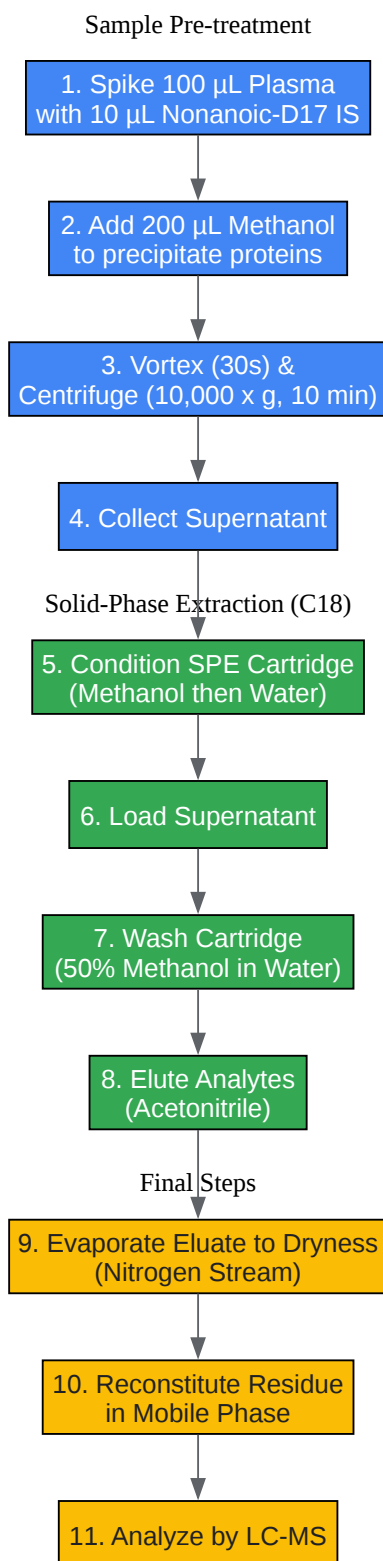 Sample Pre-treatment
1. Spike 100 µL Plasma
with 10 µL Nonanoic-D17 IS
2. Add 200 µL Methanol
to precipitate proteins
3. Vortex (30s) &
Centrifuge (10,000 x g, 10 min)
4. Collect Supernatant
Solid-Phase Extraction (C18)
5. Condition SPE Cartridge
(Methanol then Water)
6. Load Supernatant
7. Wash Cartridge
(50% Methanol in Water)
8. Elute Analytes
(Acetonitrile)
Final Steps
9. Evaporate Eluate to Dryness
(Nitrogen Stream)
10. Reconstitute Residue
in Mobile Phase
11. Analyze by LC-MS